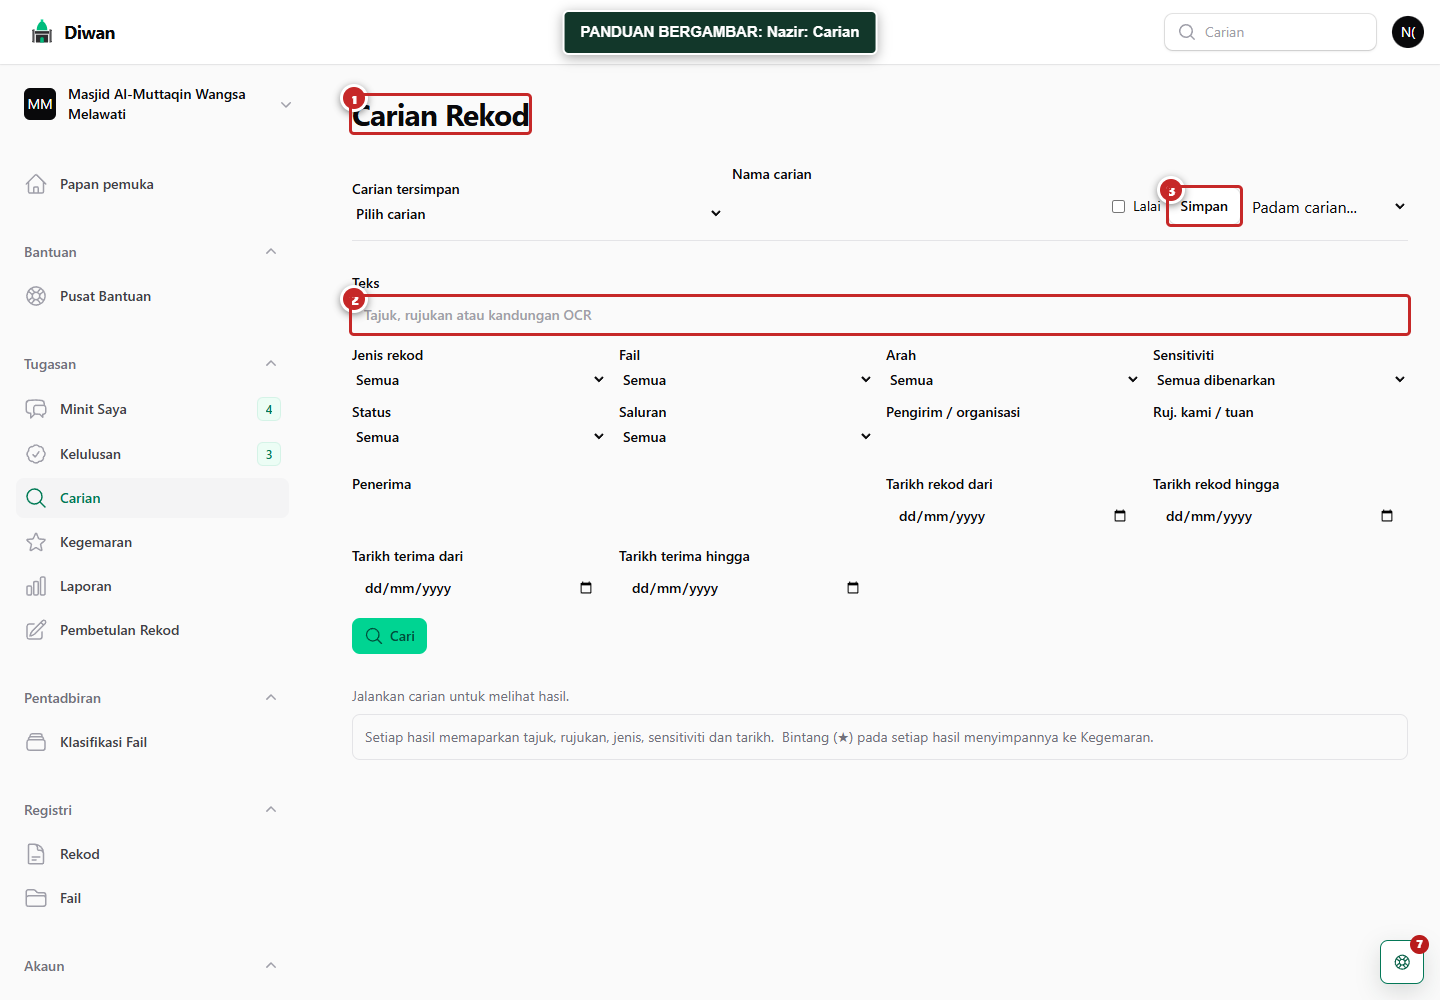 Diwan
PANDUAN BERGAMBAR: Nazir: Carian
Carian
N(
MM
Masjid Al-Muttaqin Wangsa
Melawati
Papan pemuka
Bantuan
Pusat Bantuan
Tugasan
Minit Saya
4
Kelulusan
3
Carian
Kegemaran
Laporan
Pembetulan Rekod
Pentadbiran
Klasifikasi Fail
Registri
Rekod
Fail
Akaun
1
Carian Rekod
Carian tersimpan
Pilih carian
Nama carian
Lalai
3
Simpan
Padam carian...
Teks
2
Tajuk, rujukan atau kandungan OCR
Jenis rekod
Semua
Fail
Semua
Arah
Semua
Sensitiviti
Semua dibenarkan
Status
Semua
Saluran
Semua
Pengirim / organisasi
Ruj. kami / tuan
Penerima
Tarikh rekod dari
dd/mm/yyyy
Tarikh rekod hingga
dd/mm/yyyy
Tarikh terima dari
dd/mm/yyyy
Tarikh terima hingga
dd/mm/yyyy
Cari
Jalankan carian untuk melihat hasil.
Setiap hasil memaparkan tajuk, rujukan, jenis, sensitiviti dan tarikh. Bintang (★) pada setiap hasil menyimpannya ke Kegemaran.
7